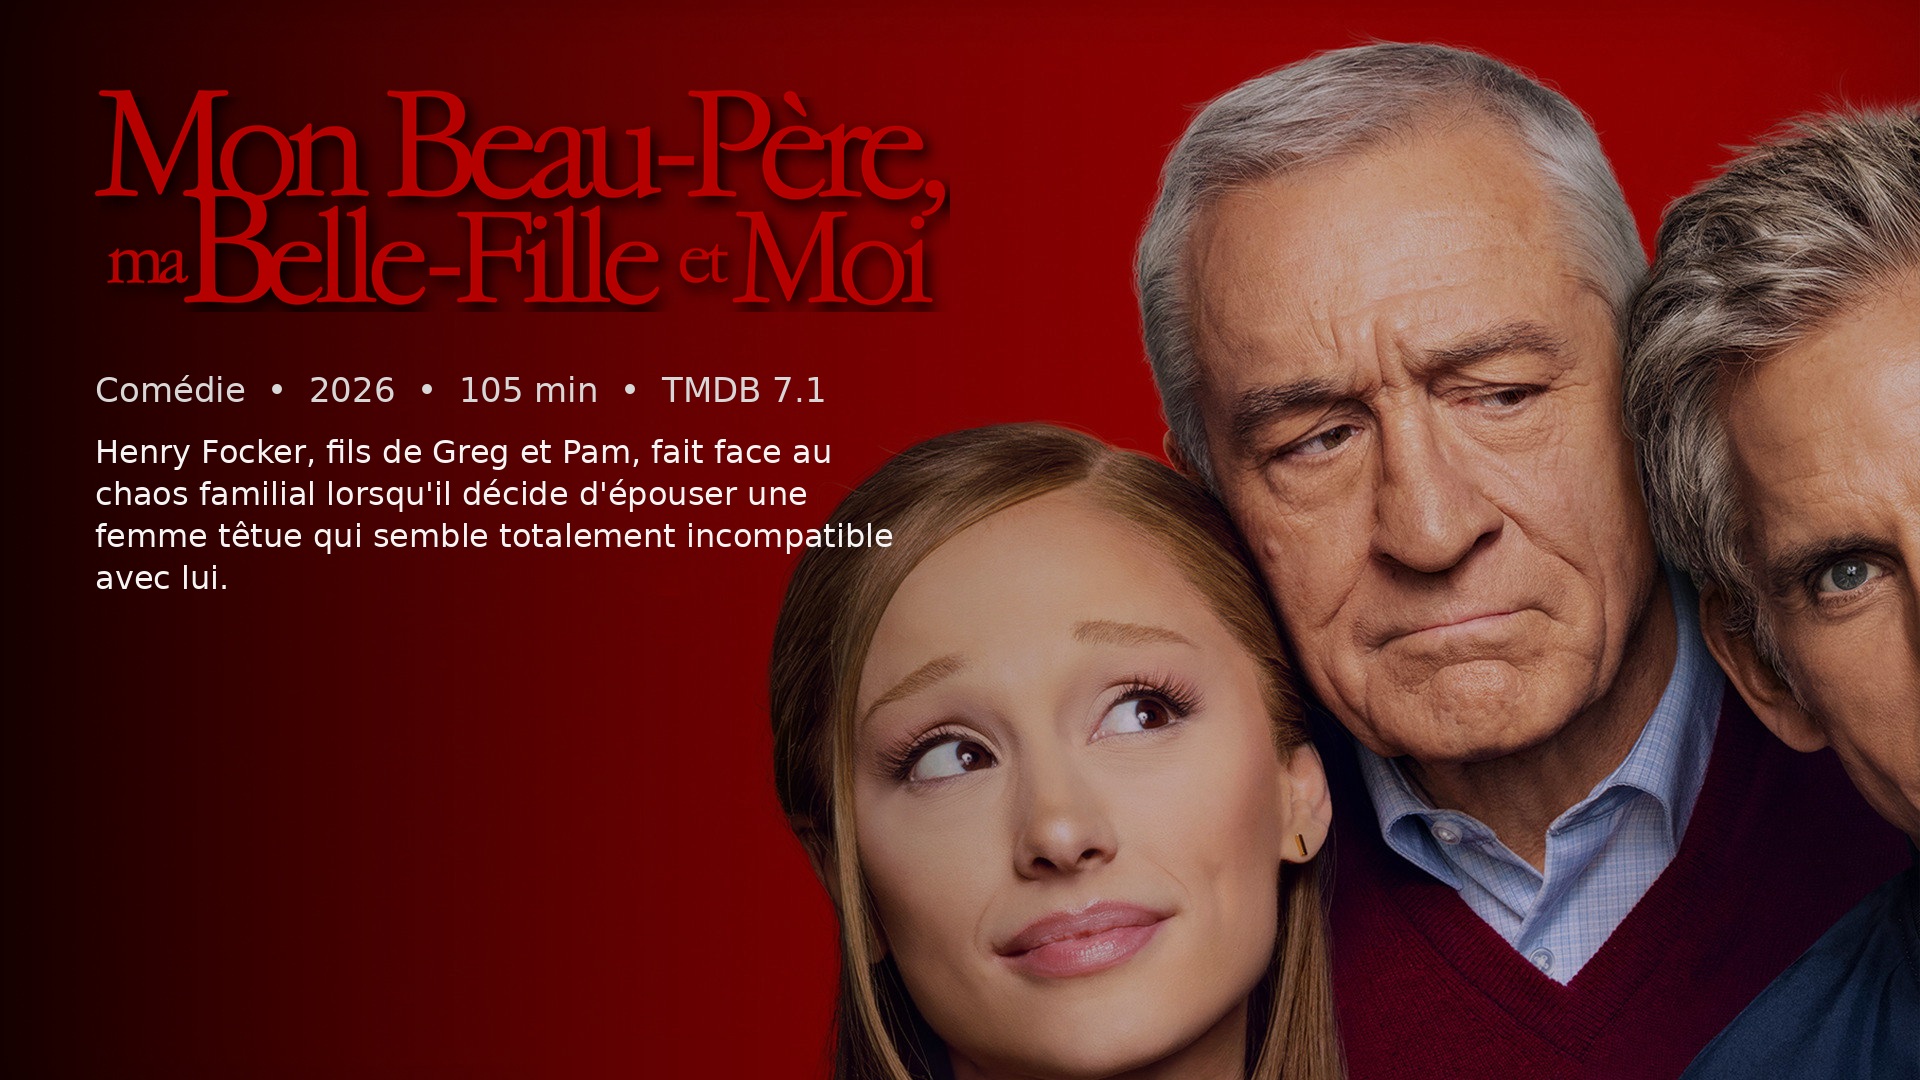 Mon Beau-Père,
ma Belle-Fille et Moi
Comédie • 2026 • 105 min • TMDB 7.1
Henry Focker, fils de Greg et Pam, fait face au
chaos familial lorsqu'il décide d'épouser une
femme têtue qui semble totalement incompatible
avec lui.